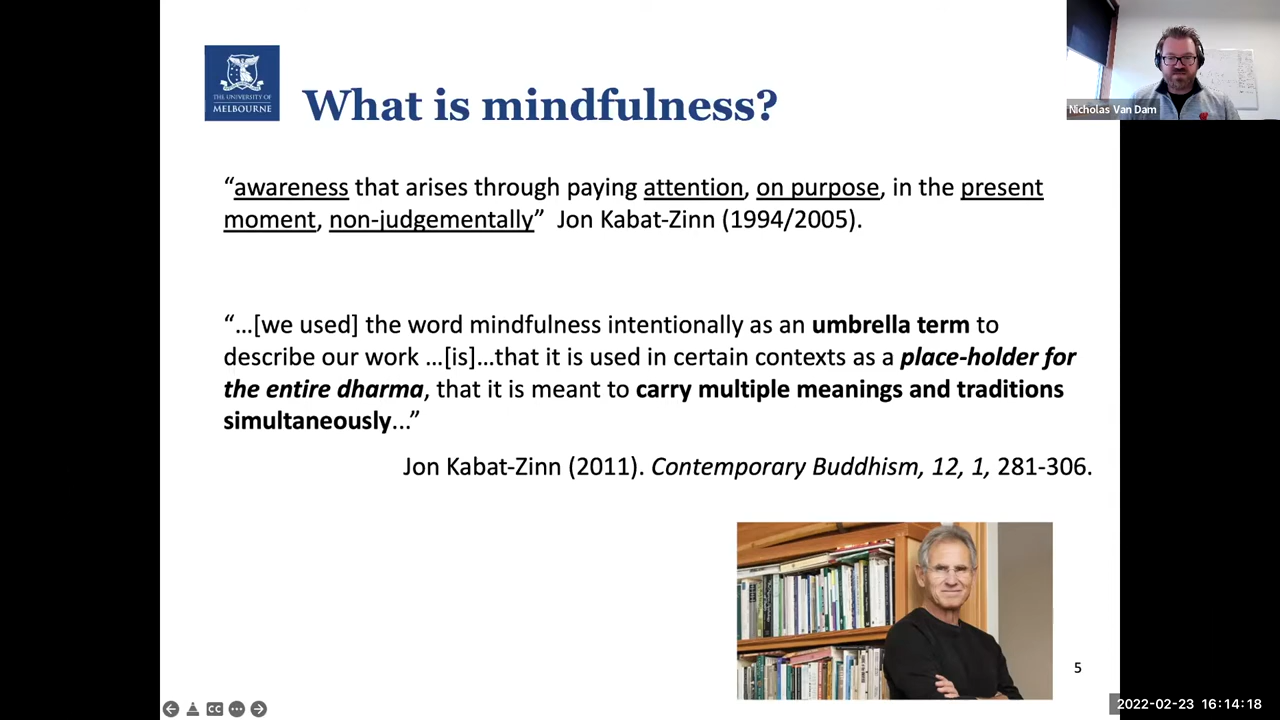 THE UNIVERSITY OF
MELBOURNE
What is mindfulness?
Nicholas Van Dam
“awareness that arises through paying attention, on purpose, in the present
moment, non-judgementally” Jon Kabat-Zinn (1994/2005).
“…[we used] the word mindfulness intentionally as an umbrella term to
describe our work …[is]…that it is used in certain contexts as a place-holder for
the entire dharma, that it is meant to carry multiple meanings and traditions
simultaneously...”
Jon Kabat-Zinn (2011). Contemporary Buddhism, 12, 1, 281-306.
5
CC
2022-02-23 16:14:18